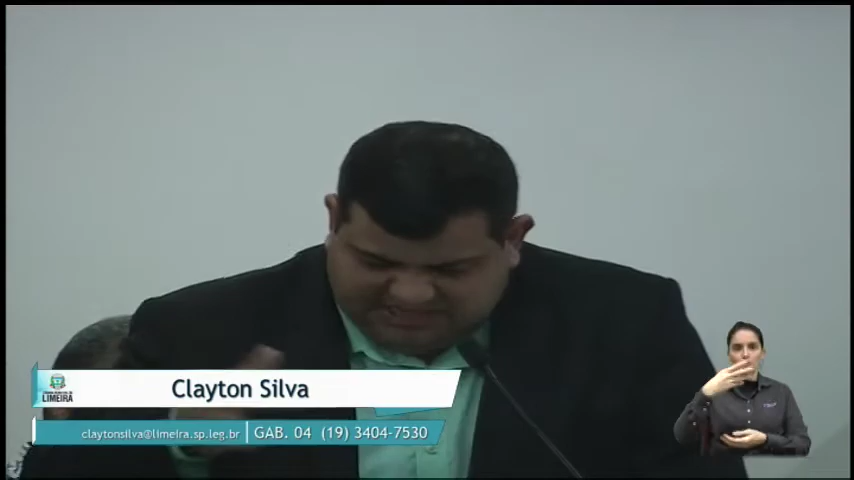 Clayton Silva
LIMEIRA
claytonsilva@limeira.sp.leg.br
GAB. 04 (19) 3404-7530